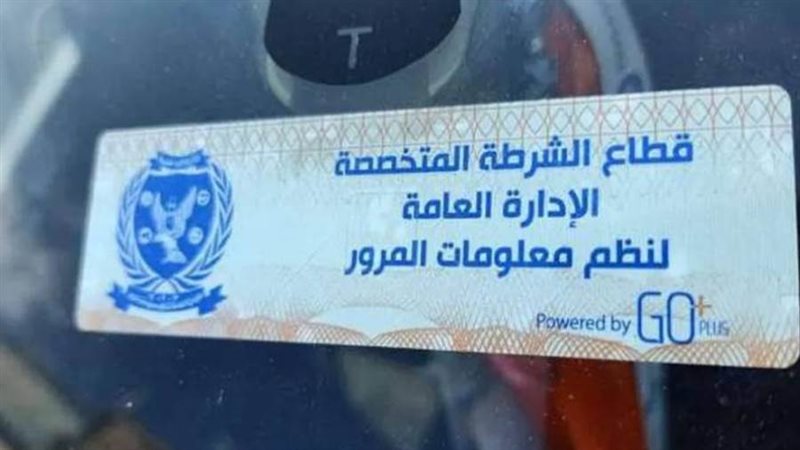 T
قطاع الشرطة المتخصصة
الإدارة العامة
لنظم معلومات المرور
Powered by GO+ PLUS